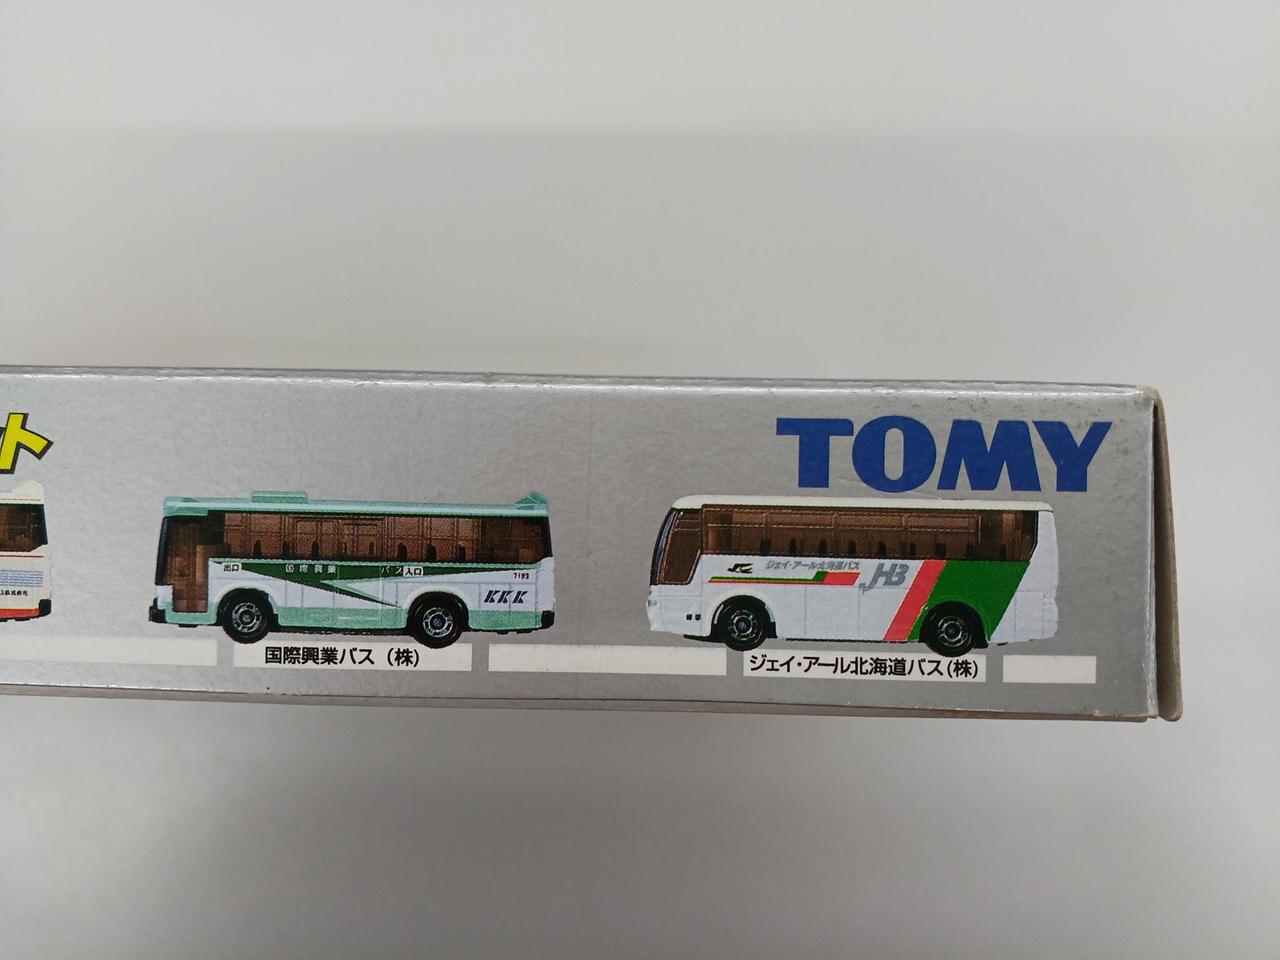 ト
TOMY
出口
国際興業
バス
入口
7193
KKK
ジェイ・アール北海道バス
JHB
国際興業バス (株)
ジェイ・アール北海道バス(株)